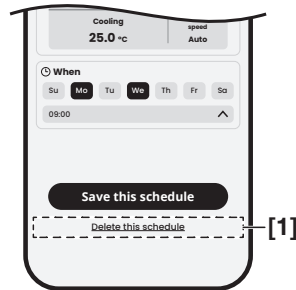 Cooling
speed
25.0 °C
Auto
When
Su Mo Tu We Th Fr Sa
09:00
Save this schedule
Delete this schedule
[1]